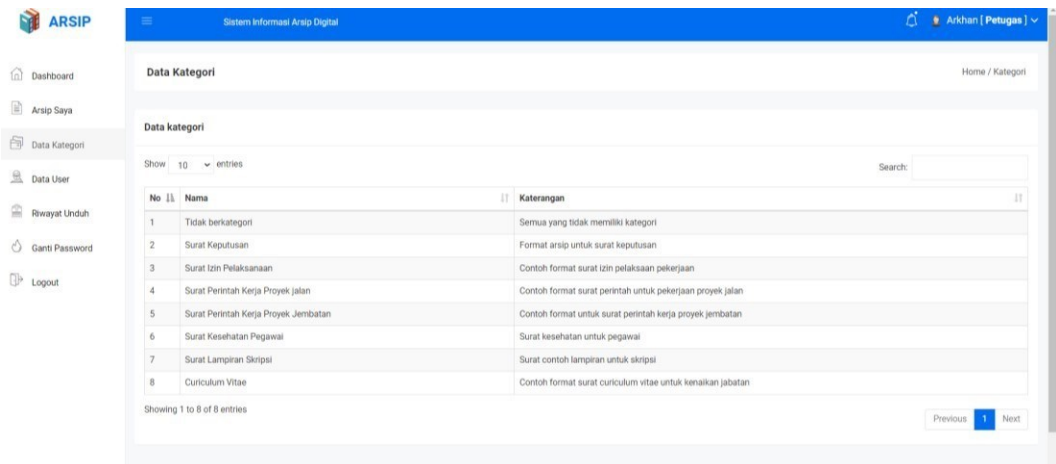 ARSIP
Sistem Informasi Arsip Digital
Arkhan [ Petugas ]
Dashboard
Arsip Saya
Data Kategori
Data User
Riwayat Unduh
Ganti Password
Logout
Data Kategori
Home / Kategori
Data kategori
Show 10 entries
Search:
No Nama Katerangan
1 Tidak berkategori Semua yang tidak memiliki kategori
2 Surat Keputusan Format arsip untuk surat keputusan
3 Surat Izin Pelaksanaan Contoh format surat izin pelaksaan pekerjaan
4 Surat Perintah Kerja Proyek jalan Contoh format surat perintah untuk pekerjaan proyek jalan
5 Surat Perintah Kerja Proyek Jembatan Contoh format untuk surat perintah kerja proyek jembatan
6 Surat Kesehatan Pegawai Surat kesehatan untuk pegawai
7 Surat Lampiran Skripsi Surat contoh lampiran untuk skripsi
8 Curiculum Vitae Contoh format surat curiculum vitae untuk kenaikan jabatan
Showing 1 to 8 of 8 entries
Previous 1 Next